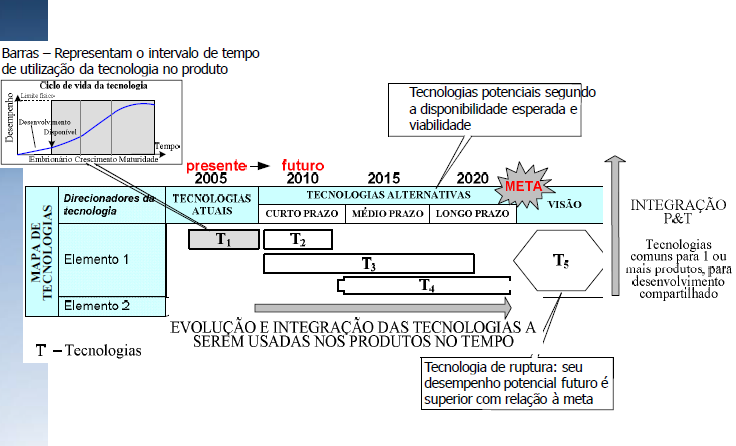 Barras – Representam o intervalo de tempo
de utilização da tecnologia no produto
Ciclo de vida da tecnologia
Limite físico
Desempenho
Desenvolvimento
Disponível
Tempo
Embrionário Crescimento Maturidade
Tecnologias potenciais segundo
a disponibilidade esperada e
viabilidade
presente futuro
2005 2010 2015 2020
META
MAPA DE
TECNOLOGIAS
Direcionadores da
tecnologia
TECNOLOGIAS
ATUAIS
TECNOLOGIAS ALTERNATIVAS
CURTO PRAZO MÉDIO PRAZO LONGO PRAZO
VISÃO
Elemento 1
T1 T2
T3
T4
T5
Elemento 2
INTEGRAÇÃO
P&T
Tecnologias
comuns para 1 ou
mais produtos, para
desenvolvimento
compartilhado
EVOLUÇÃO E INTEGRAÇÃO DAS TECNOLOGIAS A
SEREM USADAS NOS PRODUTOS NO TEMPO
T – Tecnologias
Tecnologia de ruptura: seu
desempenho potencial futuro é
superior com relação à meta